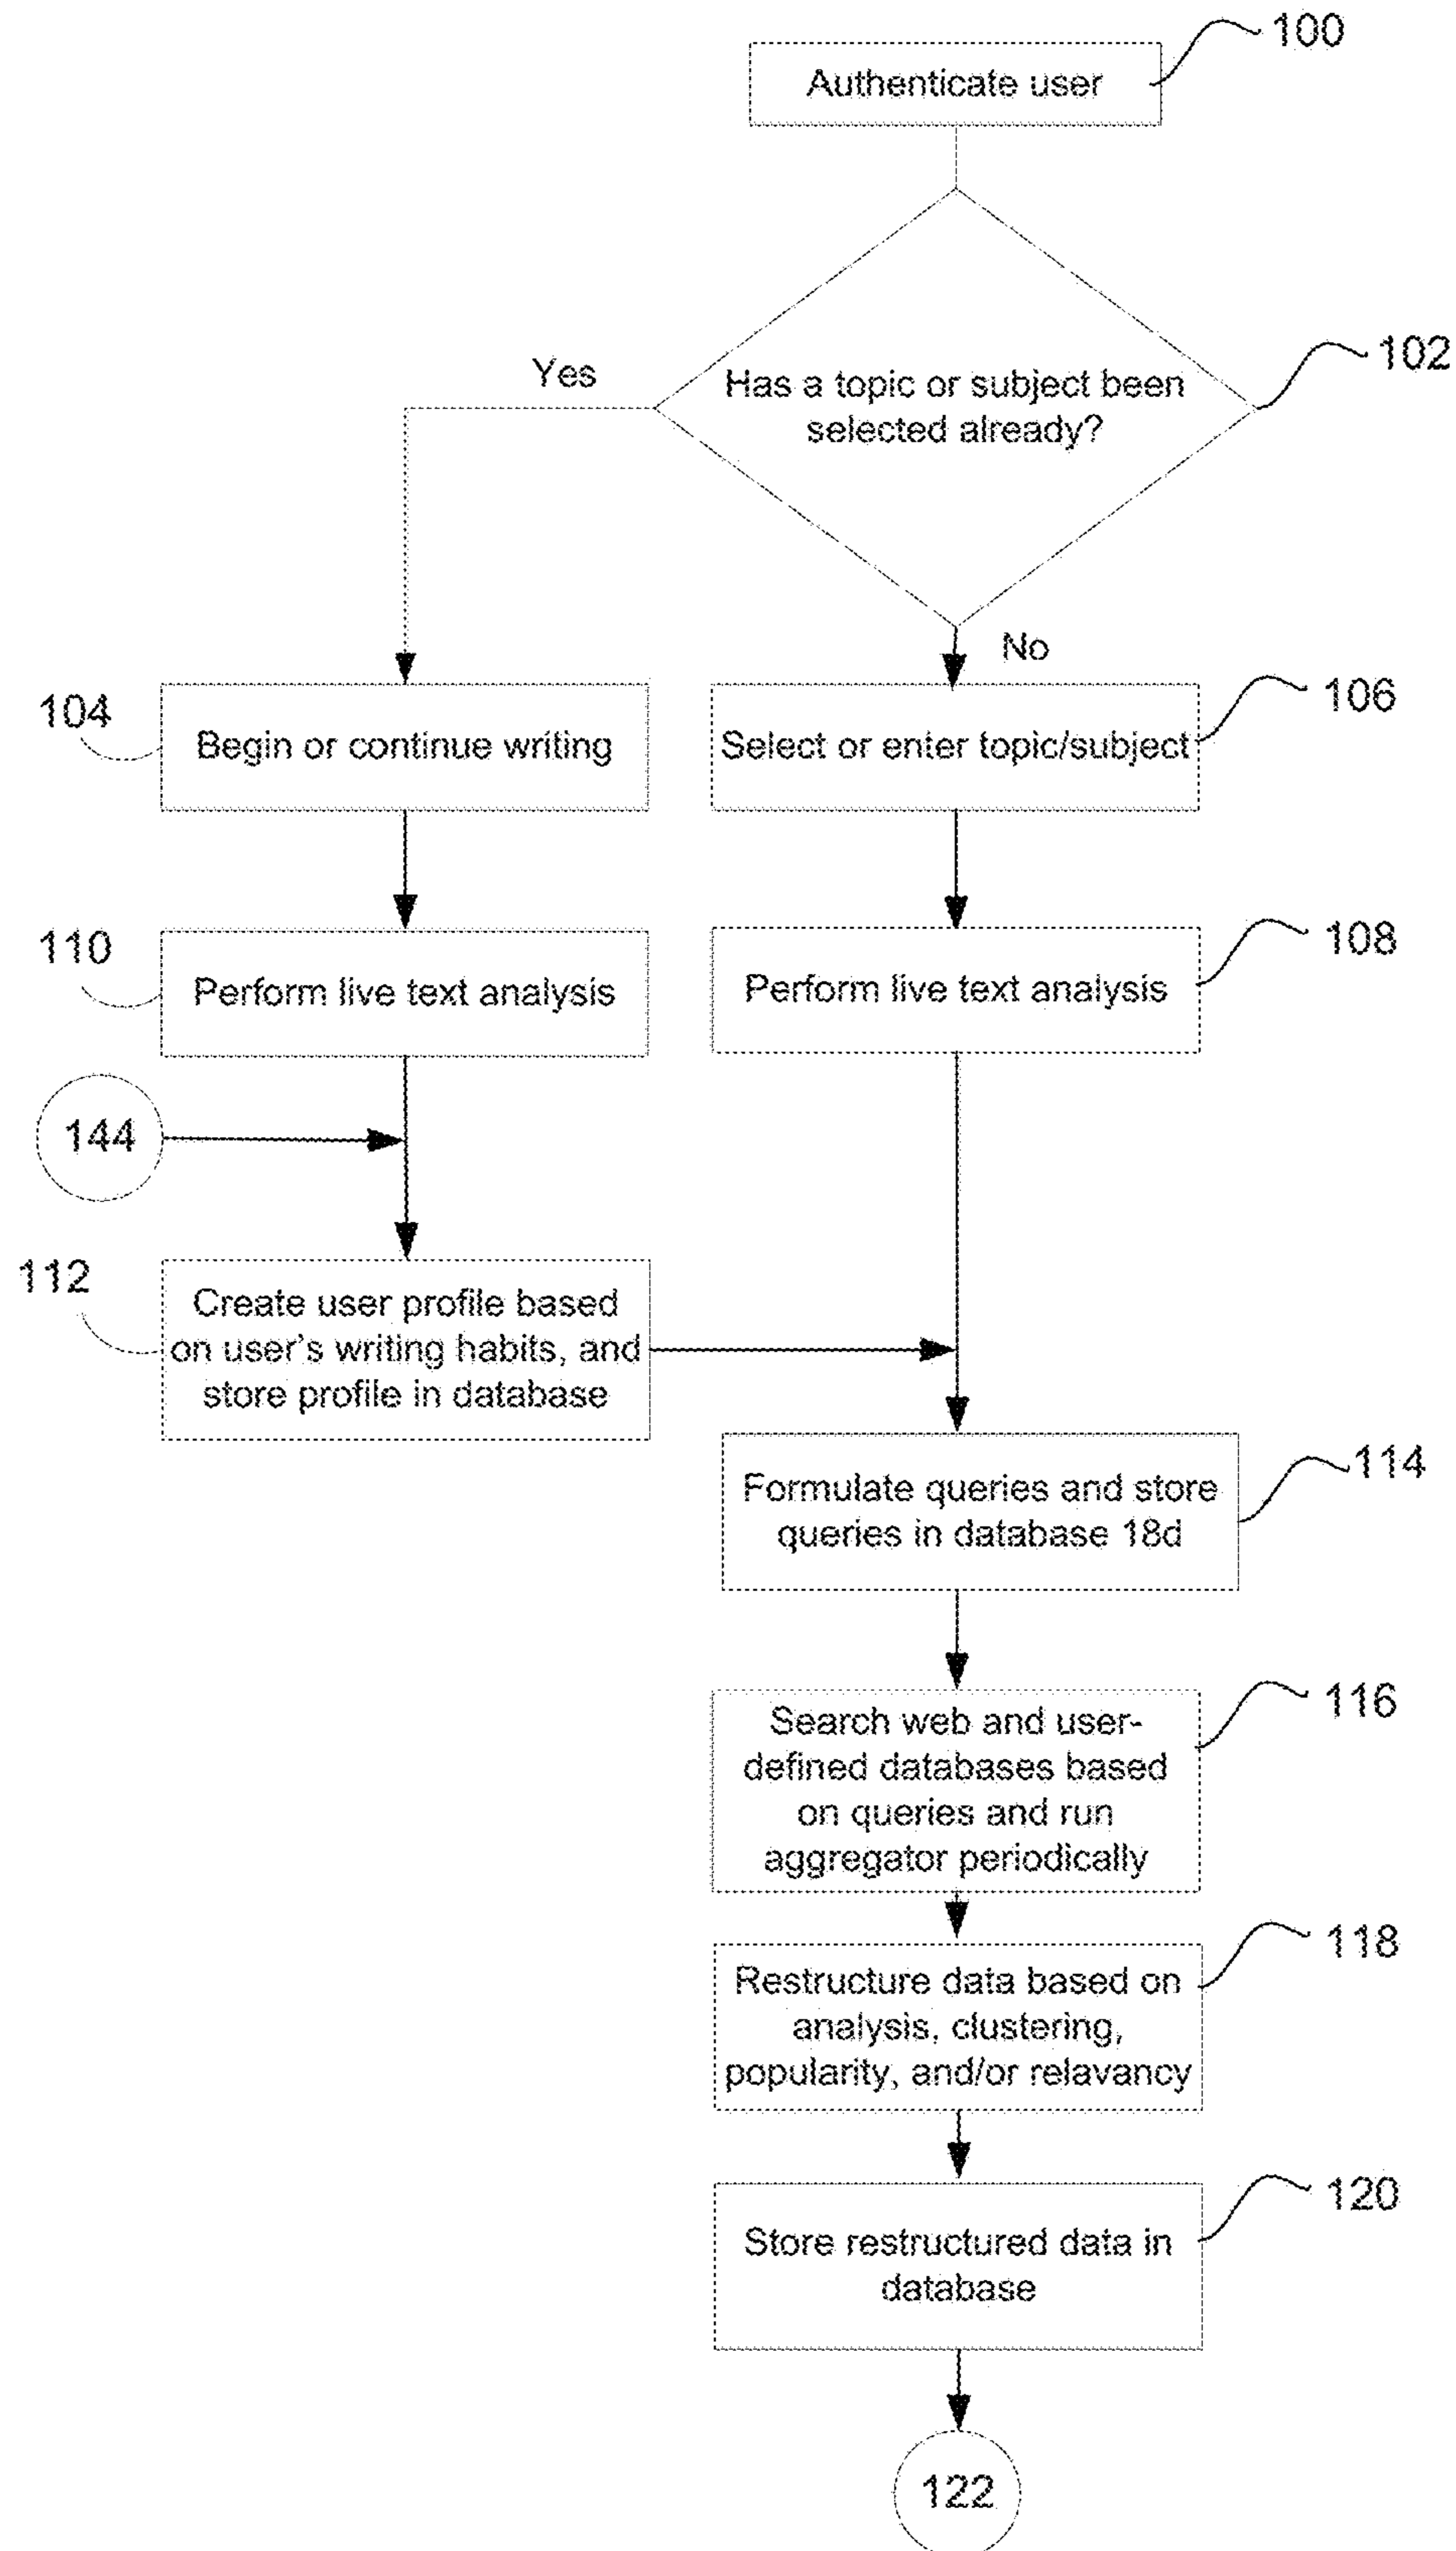 100
Authenticate user
102
Yes
Has a topic or subject been
selected already?
No
104
106
Begin or continue writing
Select or enter topic/subject
110
108
Perform live text analysis
Perform live text analysis
144
112
Create user profile based
on user's writing habits, and
store profile in database
114
Formulate queries and store
queries in database 18d
116
Search web and user-
defined databases based
on queries and run
aggregator periodically
118
Restructure data based on
analysis, clustering,
popularity, and/or relavancy
120
Store restructured data in
database
122